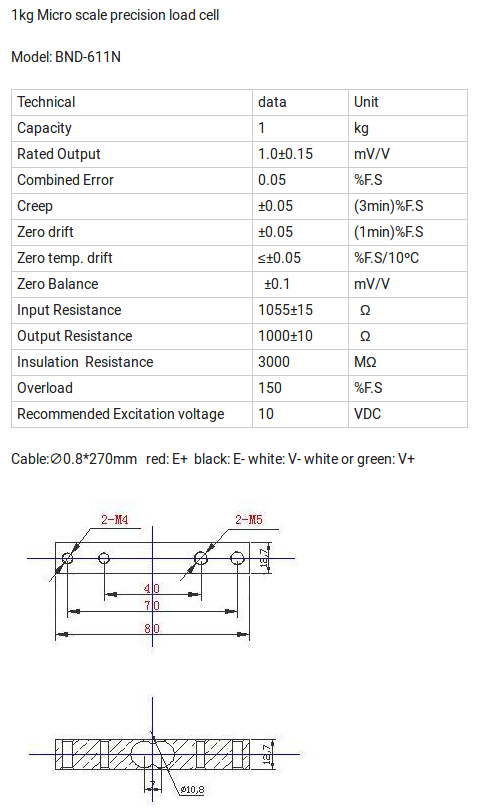 1kg Micro scale precision load cell
Model: BND-611N
Technical data Unit
Capacity 1 kg
Rated Output 1.0±0.15 mV/V
Combined Error 0.05 %F.S
Creep ±0.05 (3min)%F.S
Zero drift ±0.05 (1min)%F.S
Zero temp. drift ≤±0.05 %F.S/10ºC
Zero Balance ±0.1 mV/V
Input Resistance 1055±15 Ω
Output Resistance 1000±10 Ω
Insulation Resistance 3000 MΩ
Overload 150 %F.S
Recommended Excitation voltage 10 VDC
Cable:∅0.8*270mm red: E+ black: E- white: V- white or green: V+
2-M4 2-M5
12,7
40
70
80
12,7
Ø10,8